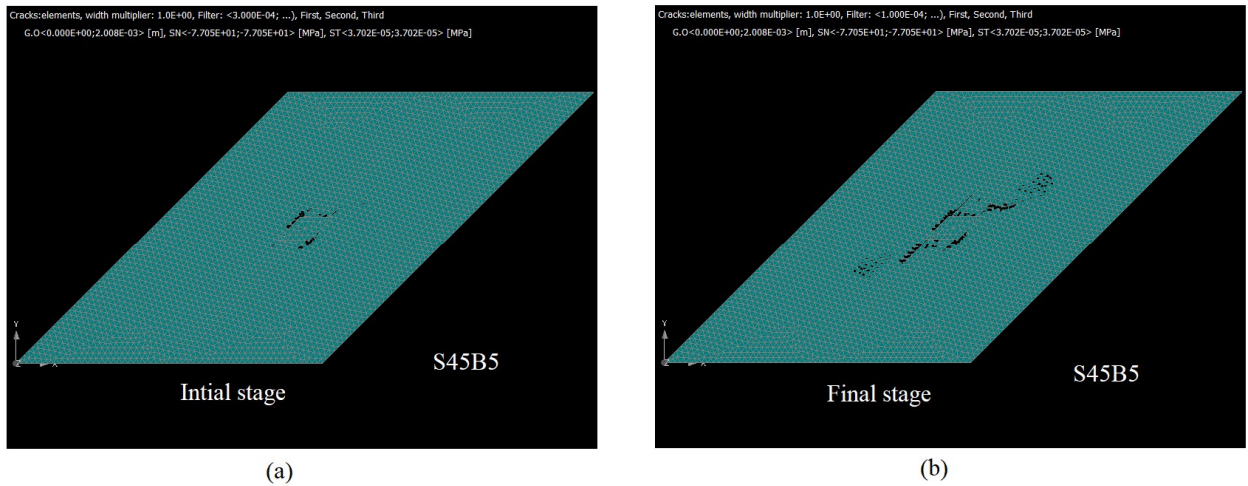 Cracks:elements, width multiplier: 1.0E+00, Filter: <3.000E-04; ...), First, Second, Third
G.O<0.000E+00;2.008E-03> [m], SN<-7.705E+01;-7.705E+01> [MPa], ST<3.702E-05;3.702E-05> [MPa]
Y
Z
X
S45B5
Intial stage
(a)
Cracks:elements, width multiplier: 1.0E+00, Filter: <1.000E-04; ...), First, Second, Third
G.O<0.000E+00;2.008E-03> [m], SN<-7.705E+01;-7.705E+01> [MPa], ST<3.702E-05;3.702E-05> [MPa]
Y
Z
X
S45B5
Final stage
(b)